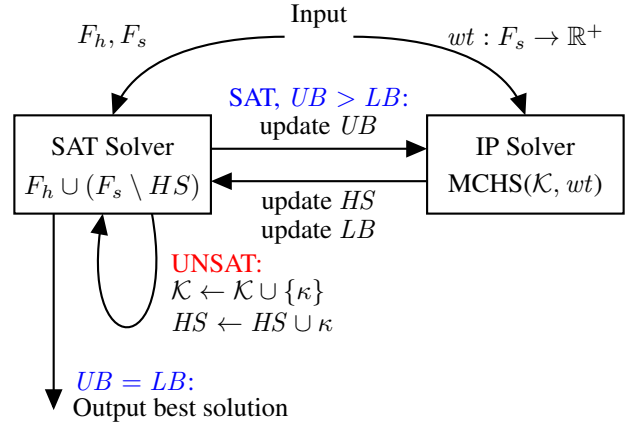 Input
F_h, F_s
wt : F_s → ℝ⁺
SAT, UB > LB:
update UB
SAT Solver
F_h ∪ (F_s \ HS)
IP Solver
MCHS(𝒦, wt)
update HS
update LB
UNSAT:
𝒦 ← 𝒦 ∪ {κ}
HS ← HS ∪ κ
UB = LB:
Output best solution